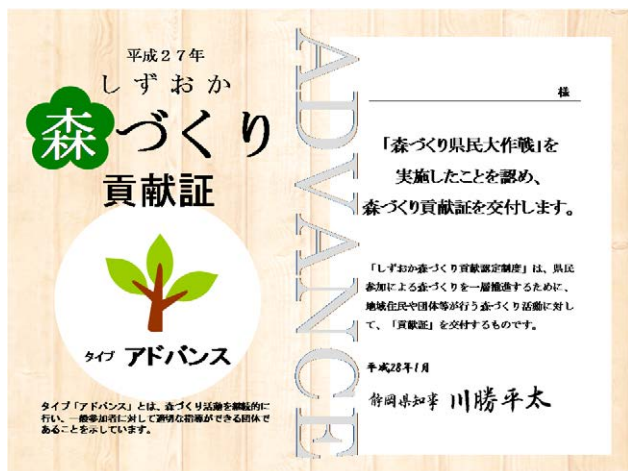 平成27年
しずおか
森づくり
貢献証
タイプ アドバンス
タイプ「アドバンス」とは、森づくり活動を継続的に
行い、一般参加者に対して適切な指導ができる団体で
あることを示しています。
ADVANCE
様
「森づくり県民大作戦」を
実施したことを認め、
森づくり貢献証を交付します。
「しずおか森づくり貢献認定制度」は、県民
参加による森づくりを一層推進するために、
地域住民や団体等が行う森づくり活動に対し
て、「貢献証」を交付するものです。
平成28年1月
静岡県知事 川勝平太